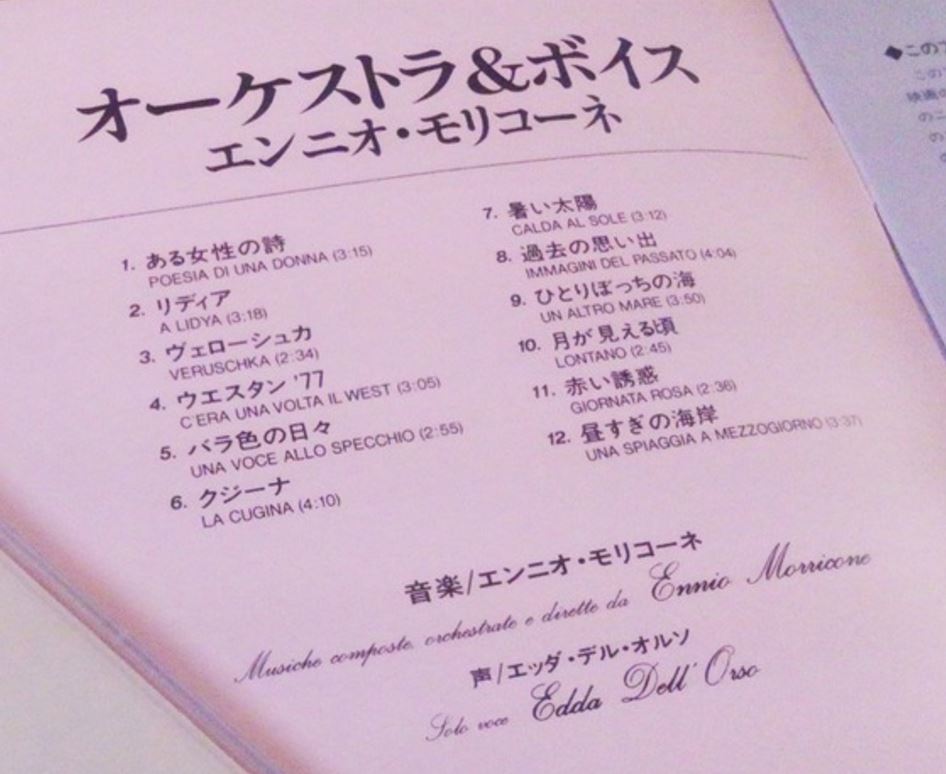 オーケストラ&ボイス
エンニオ・モリコーネ
1. ある女性の詩
POESIA DI UNA DONNA (3:15)
2. リディア
A LIDYA (3:18)
3. ヴェローシュカ
VERUSCHKA (2:34)
4. ウエスタン '77
C'ERA UNA VOLTA IL WEST (3:05)
5. バラ色の日々
UNA VOCE ALLO SPECCHIO (2:55)
6. クジーナ
LA CUGINA (4:10)
7. 暑い太陽
CALDA AL SOLE (3:12)
8. 過去の思い出
IMMAGINI DEL PASSATO (4:04)
9. ひとりぼっちの海
UN ALTRO MARE (3:50)
10. 月が見える頃
LONTANO (2:45)
11. 赤い誘惑
GIORNATA ROSA (2:36)
12. 昼すぎの海岸
UNA SPIAGGIA A MEZZOGIORNO (3:37)
音楽/エンニオ・モリコーネ
Musiche composte, orchestrate e dirette da Ennio Morricone
声/エッダ・デル・オルソ
Solo voce Edda Dell'Orso
◆この
この
映画
のこ
の